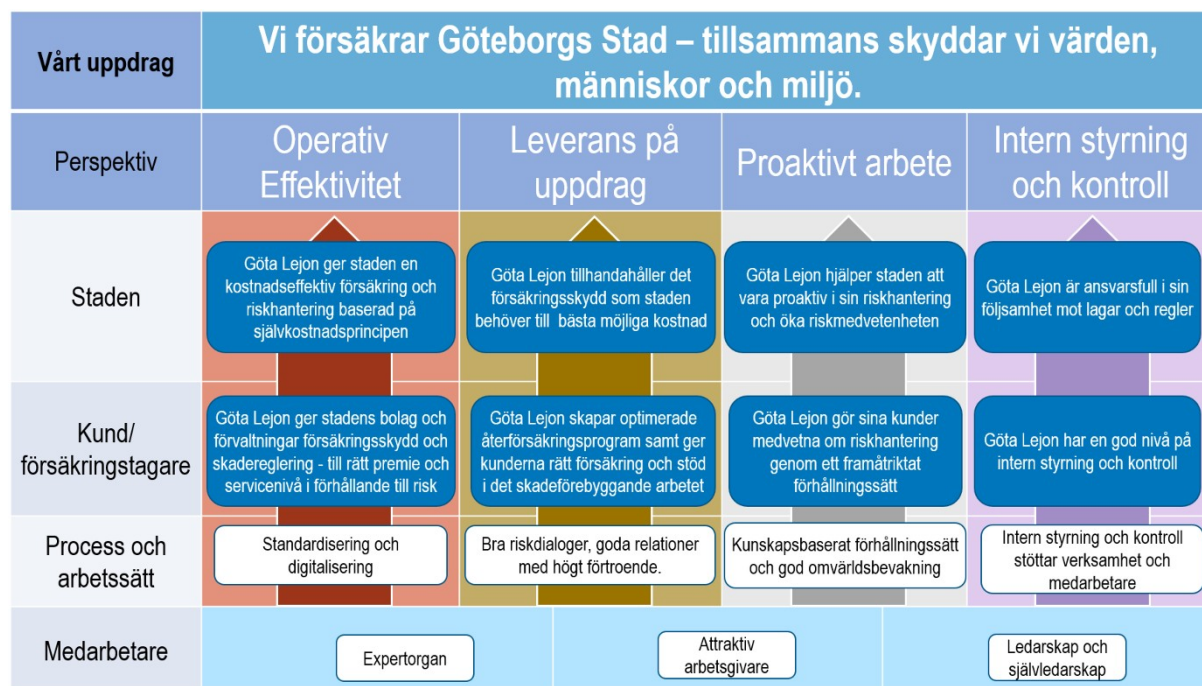 Vårt uppdrag
Vi försäkrar Göteborgs Stad – tillsammans skyddar vi värden,
människor och miljö.
Perspektiv
Operativ
Effektivitet
Leverans på
uppdrag
Proaktivt arbete
Intern styrning
och kontroll
Staden
Göta Lejon ger staden en
kostnadseffektiv försäkring och
riskhantering baserad på
självkostnadsprincipen
Göta Lejon tillhandahåller det
försäkringsskydd som staden
behöver till bästa möjliga kostnad
Göta Lejon hjälper staden att
vara proaktiv i sin riskhantering
och öka riskmedvetenheten
Göta Lejon är ansvarsfull i sin
följsamhet mot lagar och regler
Kund/
försäkringstagare
Göta Lejon ger stadens bolag och
förvaltningar försäkringsskydd och
skadereglering - till rätt premie och
servicenivå i förhållande till risk
Göta Lejon skapar optimerade
återförsäkringsprogram samt ger
kunderna rätt försäkring och stöd
i det skadeförebyggande arbetet
Göta Lejon gör sina kunder
medvetna om riskhantering
genom ett framåtriktat
förhållningssätt
Göta Lejon har en god nivå på
intern styrning och kontroll
Process och
arbetssätt
Standardisering och
digitalisering
Bra riskdialoger, goda relationer
med högt förtroende.
Kunskapsbaserat förhållningssätt
och god omvärldsbevakning
Intern styrning och kontroll
stöttar verksamhet och
medarbetare
Medarbetare
Expertorgan
Attraktiv
arbetsgivare
Ledarskap och
självledarskap